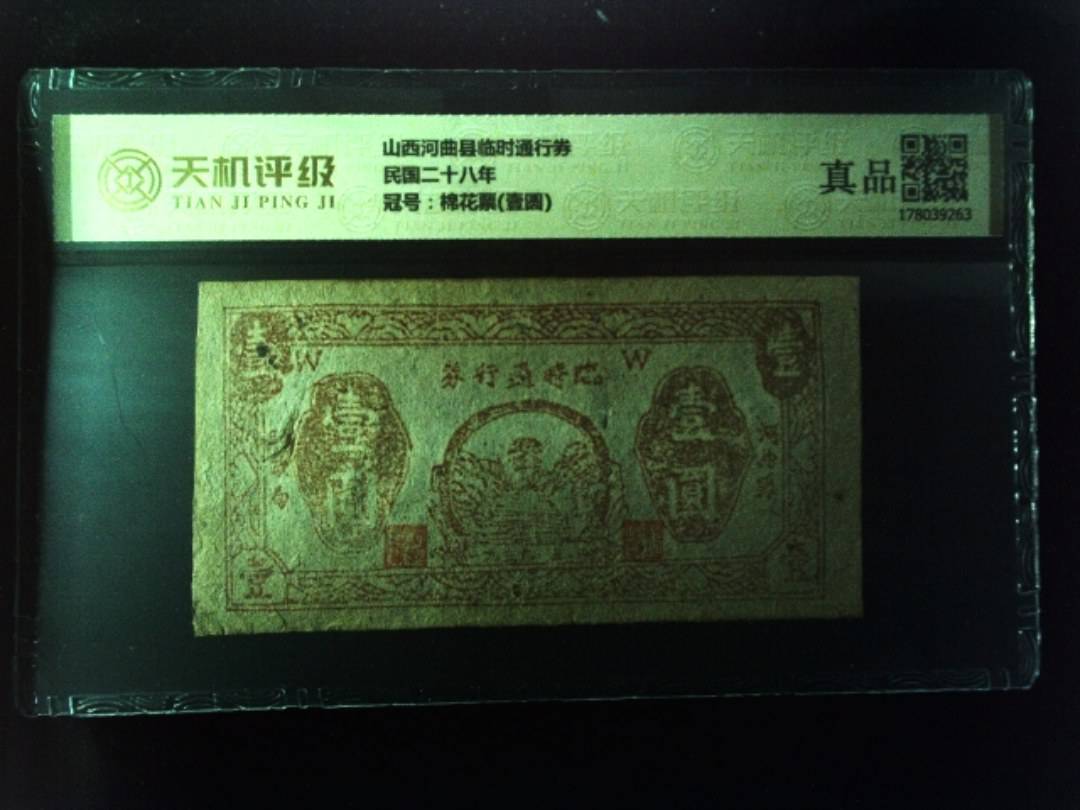 天机评级
TIAN JI PING JI
山西河曲县临时通行券
民国二十八年
冠号：棉花票(壹圆)
真品
178039263
壹
壹
W
W
券行通時臨
壹圓
壹圓
壹
壹